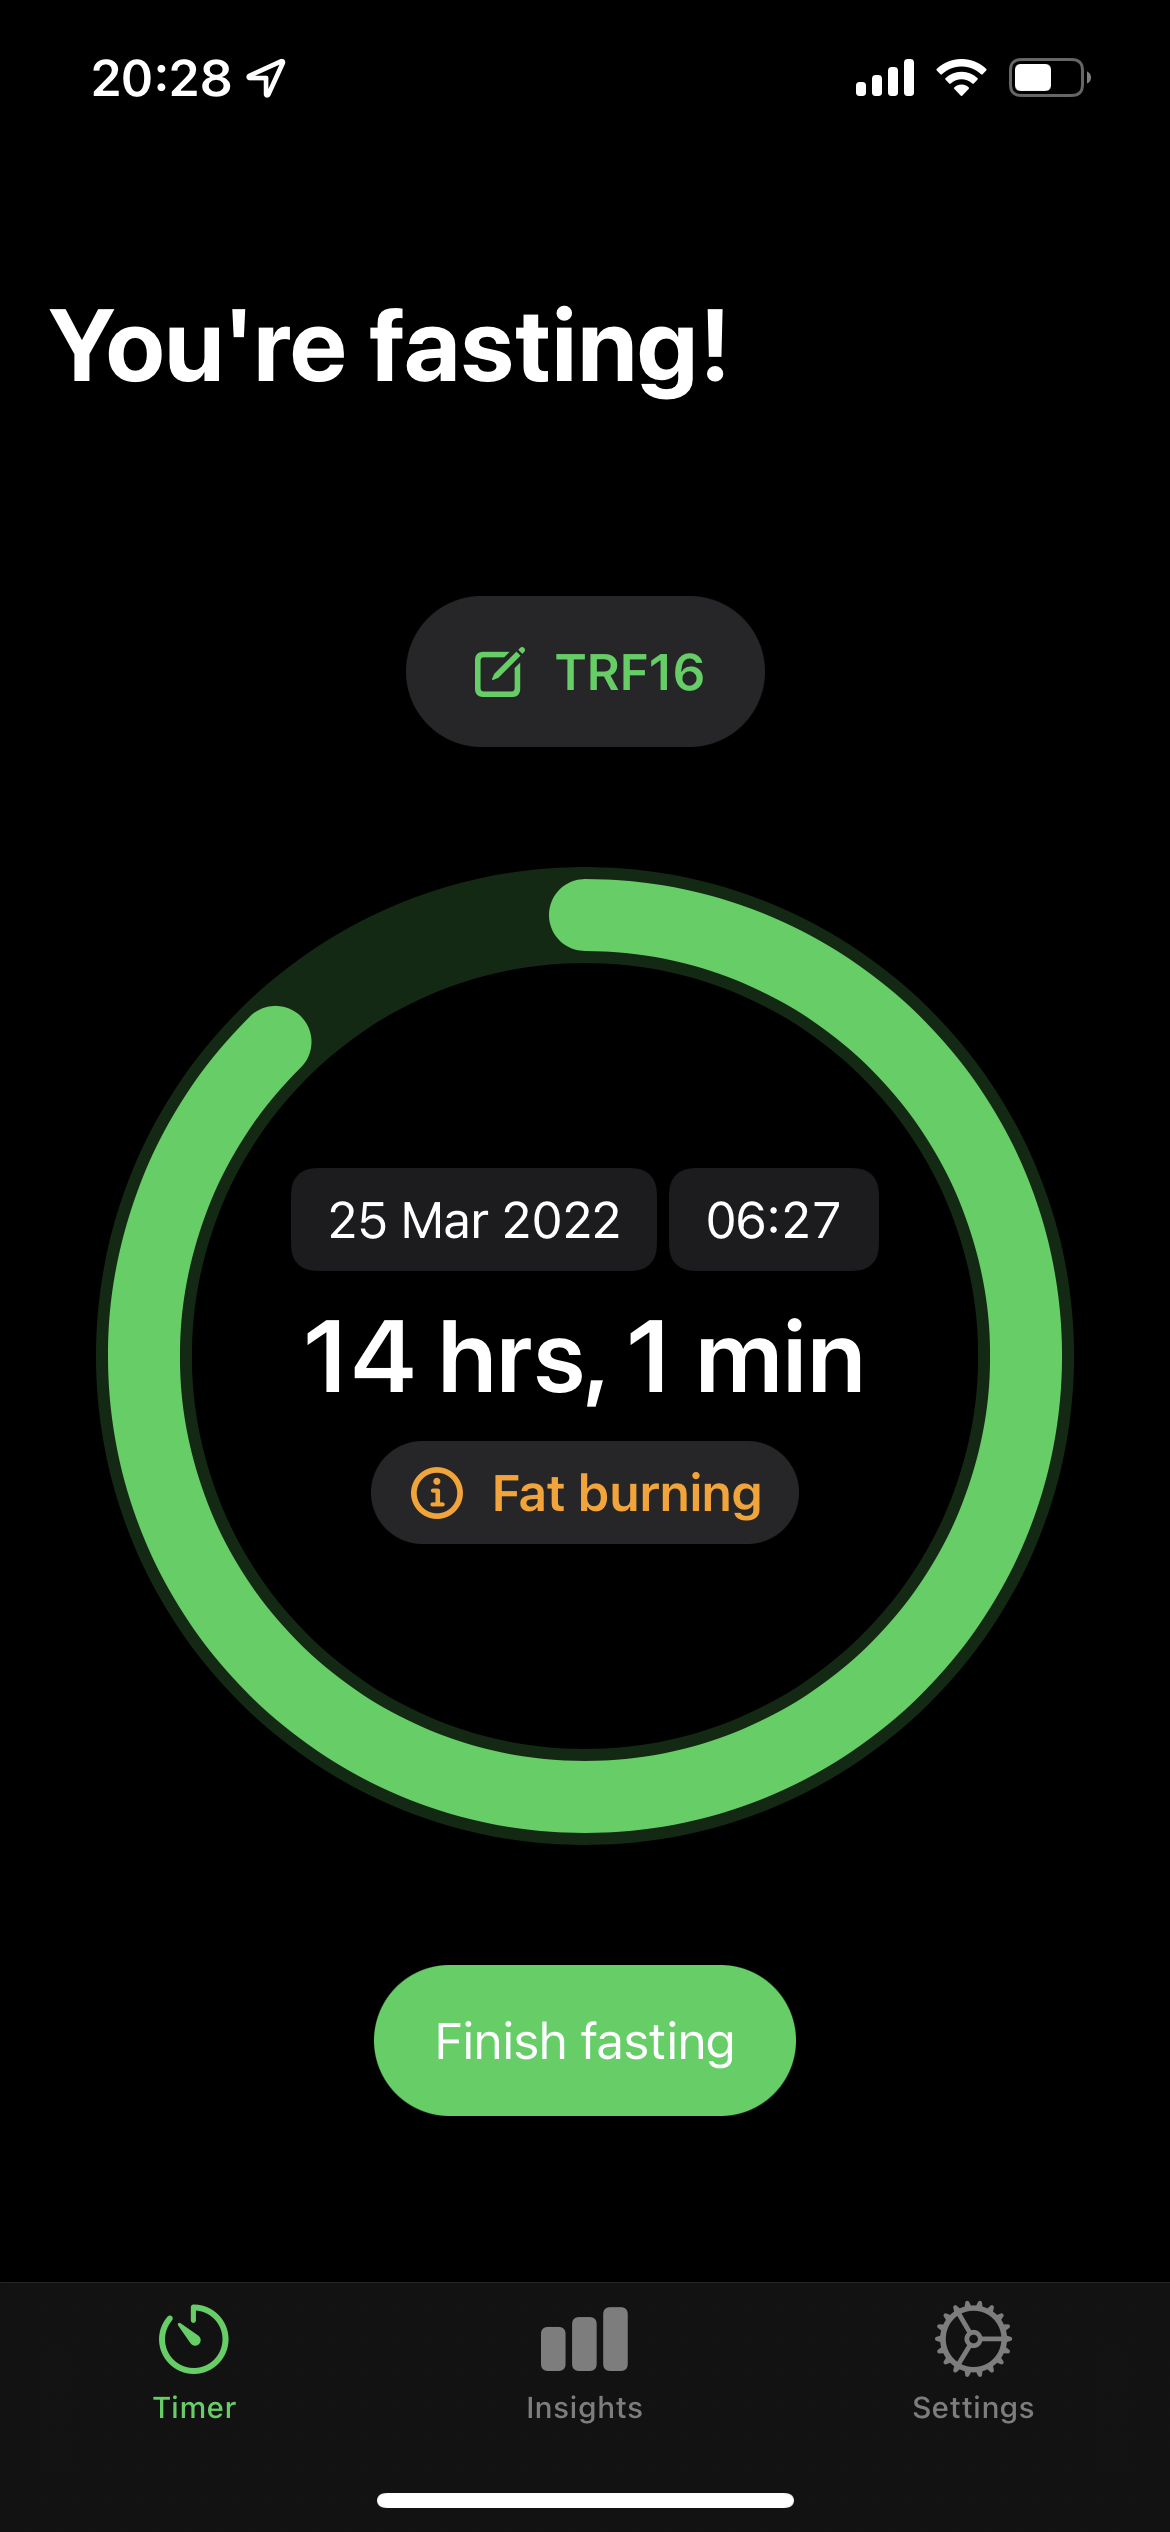 20:28
You're fasting!
TRF16
25 Mar 2022 06:27
14 hrs, 1 min
Fat burning
Finish fasting
Timer Insights Settings